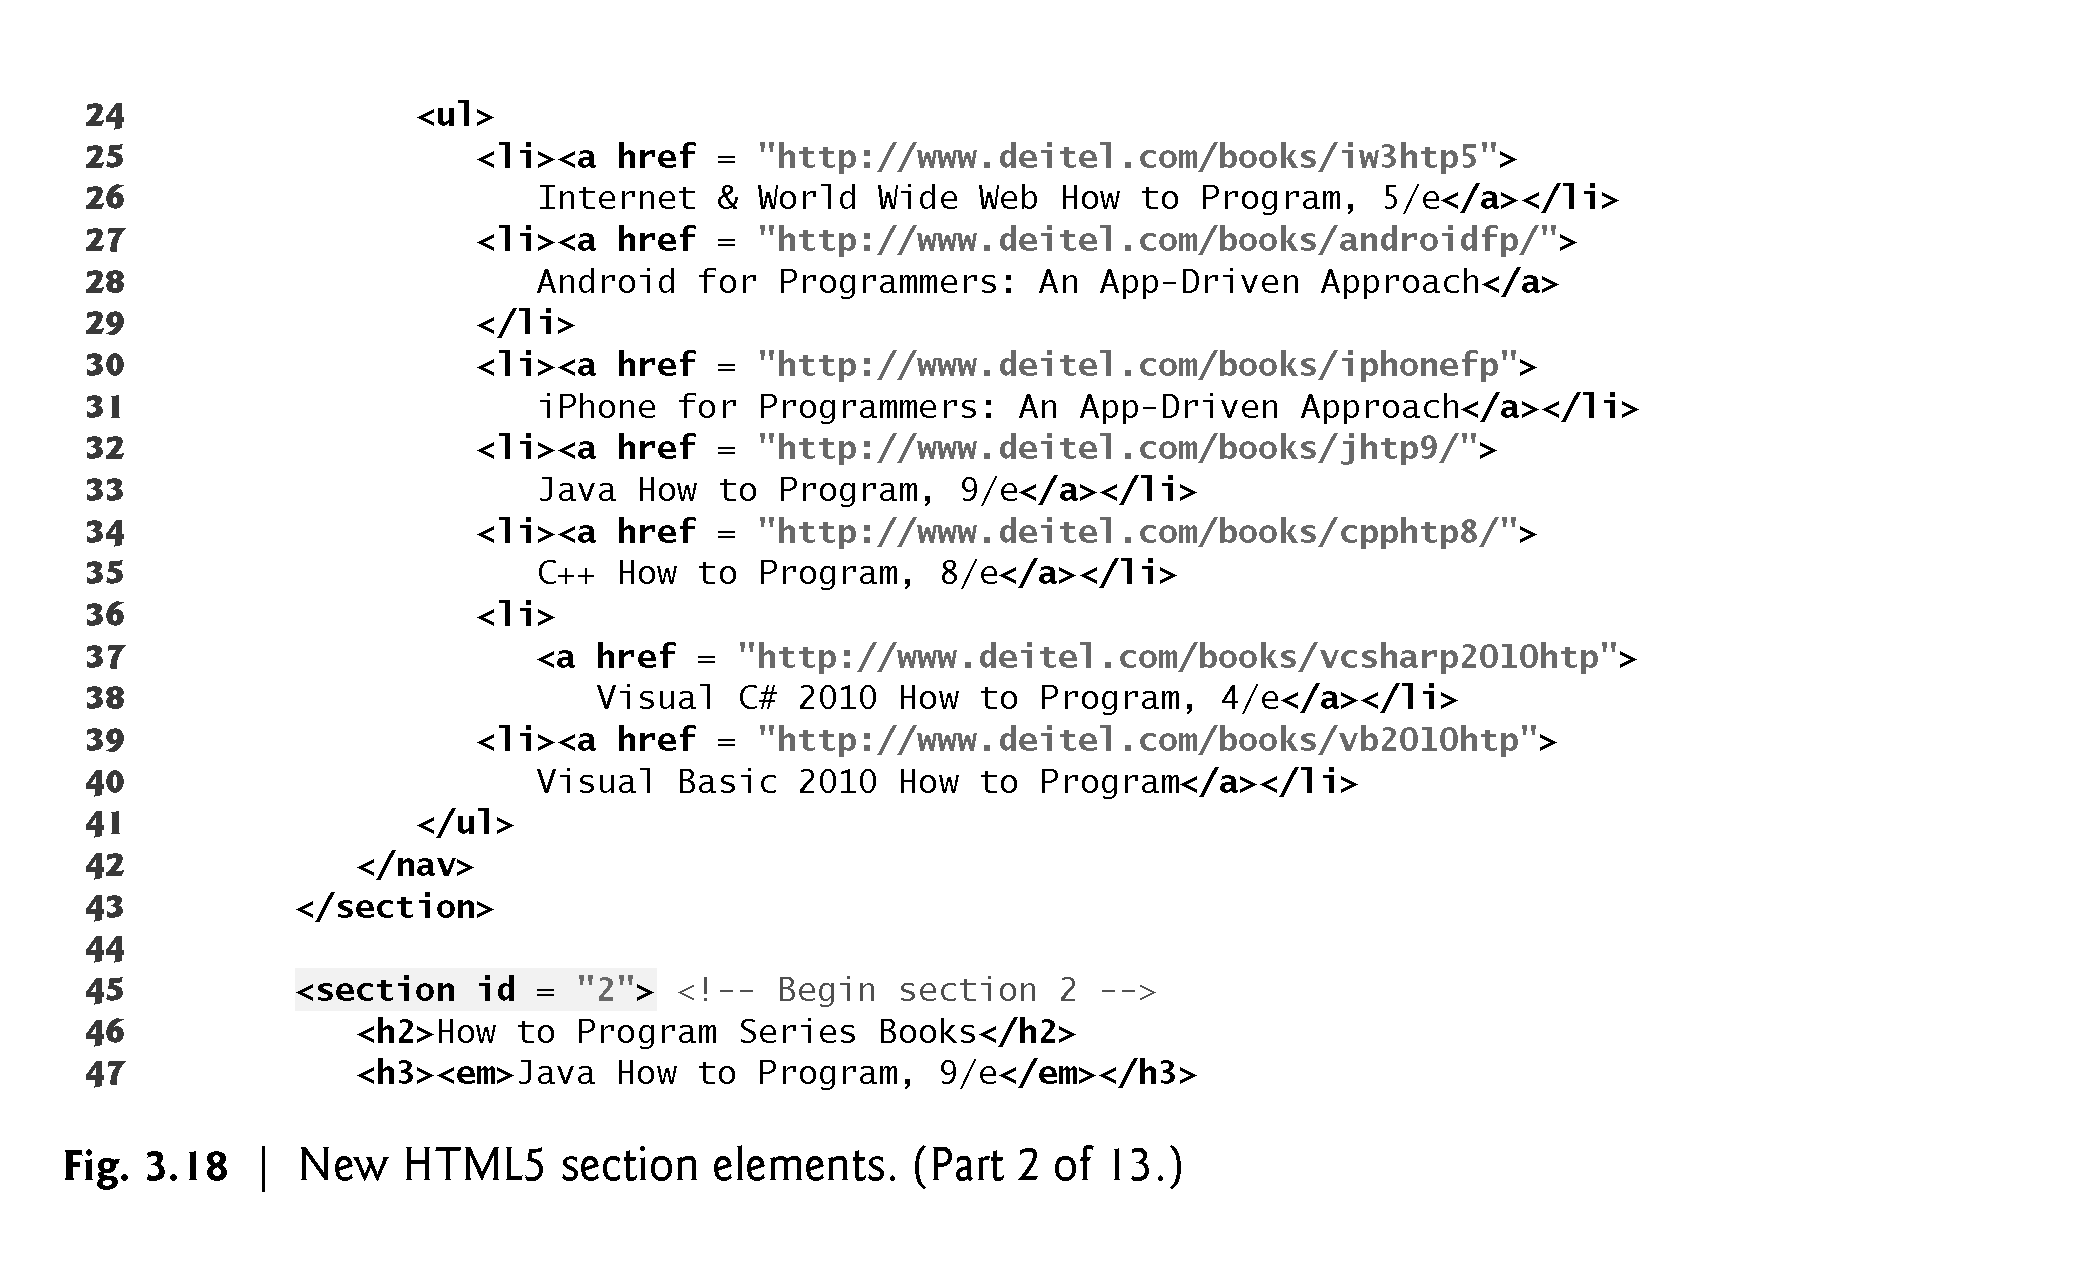 24 <ul>
25 <li><a href = "http://www.deitel.com/books/iw3htp5">
26 Internet & World Wide Web How to Program, 5/e</a></li>
27 <li><a href = "http://www.deitel.com/books/androidfp/">
28 Android for Programmers: An App-Driven Approach</a>
29 </li>
30 <li><a href = "http://www.deitel.com/books/iphonefp">
31 iPhone for Programmers: An App-Driven Approach</a></li>
32 <li><a href = "http://www.deitel.com/books/jhtp9/">
33 Java How to Program, 9/e</a></li>
34 <li><a href = "http://www.deitel.com/books/cpphtp8/">
35 C++ How to Program, 8/e</a></li>
36 <li>
37 <a href = "http://www.deitel.com/books/vcsharp2010htp">
38 Visual C# 2010 How to Program, 4/e</a></li>
39 <li><a href = "http://www.deitel.com/books/vb2010htp">
40 Visual Basic 2010 How to Program</a></li>
41 </ul>
42 </nav>
43 </section>
44
45 <section id = "2"> <!-- Begin section 2 -->
46 <h2>How to Program Series Books</h2>
47 <h3><em>Java How to Program, 9/e</em></h3>
Fig. 3.18 | New HTML5 section elements. (Part 2 of 13.)